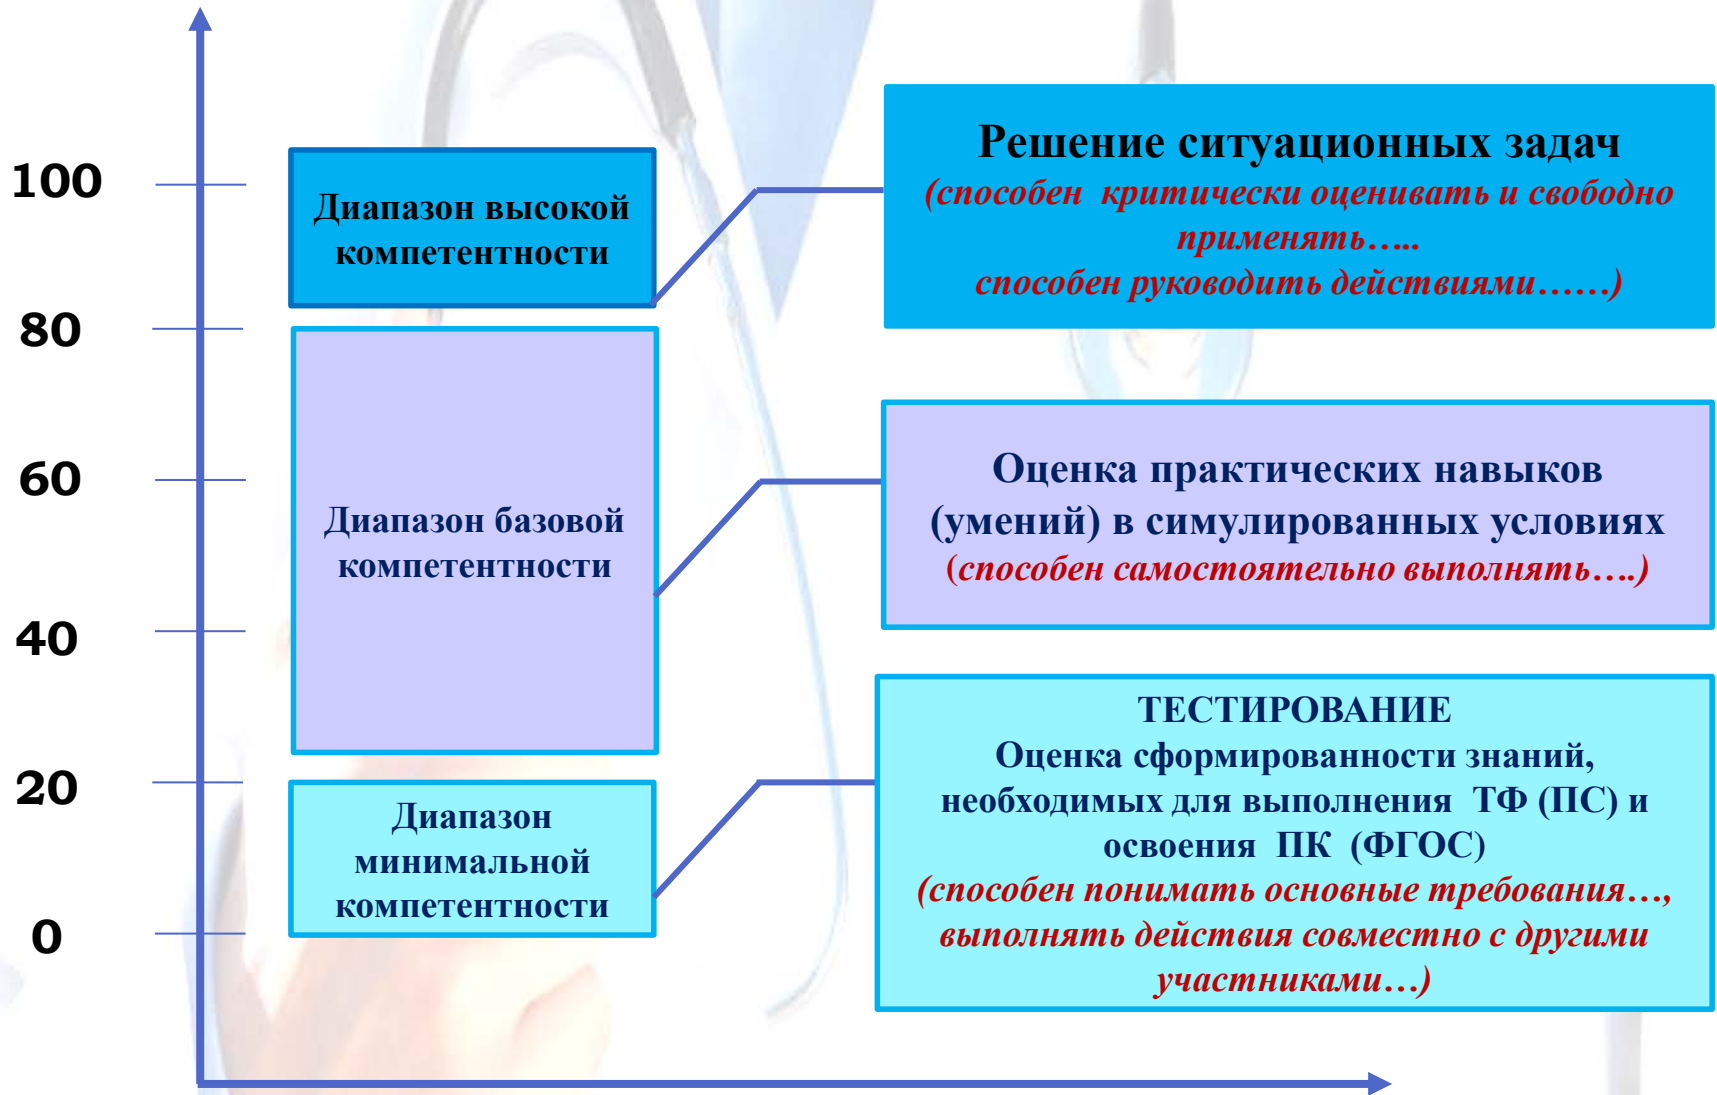 100
80
60
40
20
0
Диапазон высокой
компетентности
Диапазон базовой
компетентности
Диапазон
минимальной
компетентности
Решение ситуационных задач
(способен критически оценивать и свободно
применять…..
способен руководить действиями……)
Оценка практических навыков
(умений) в симулированных условиях
(способен самостоятельно выполнять….)
ТЕСТИРОВАНИЕ
Оценка сформированности знаний,
необходимых для выполнения ТФ (ПС) и
освоения ПК (ФГОС)
(способен понимать основные требования…,
выполнять действия совместно с другими
участниками…)